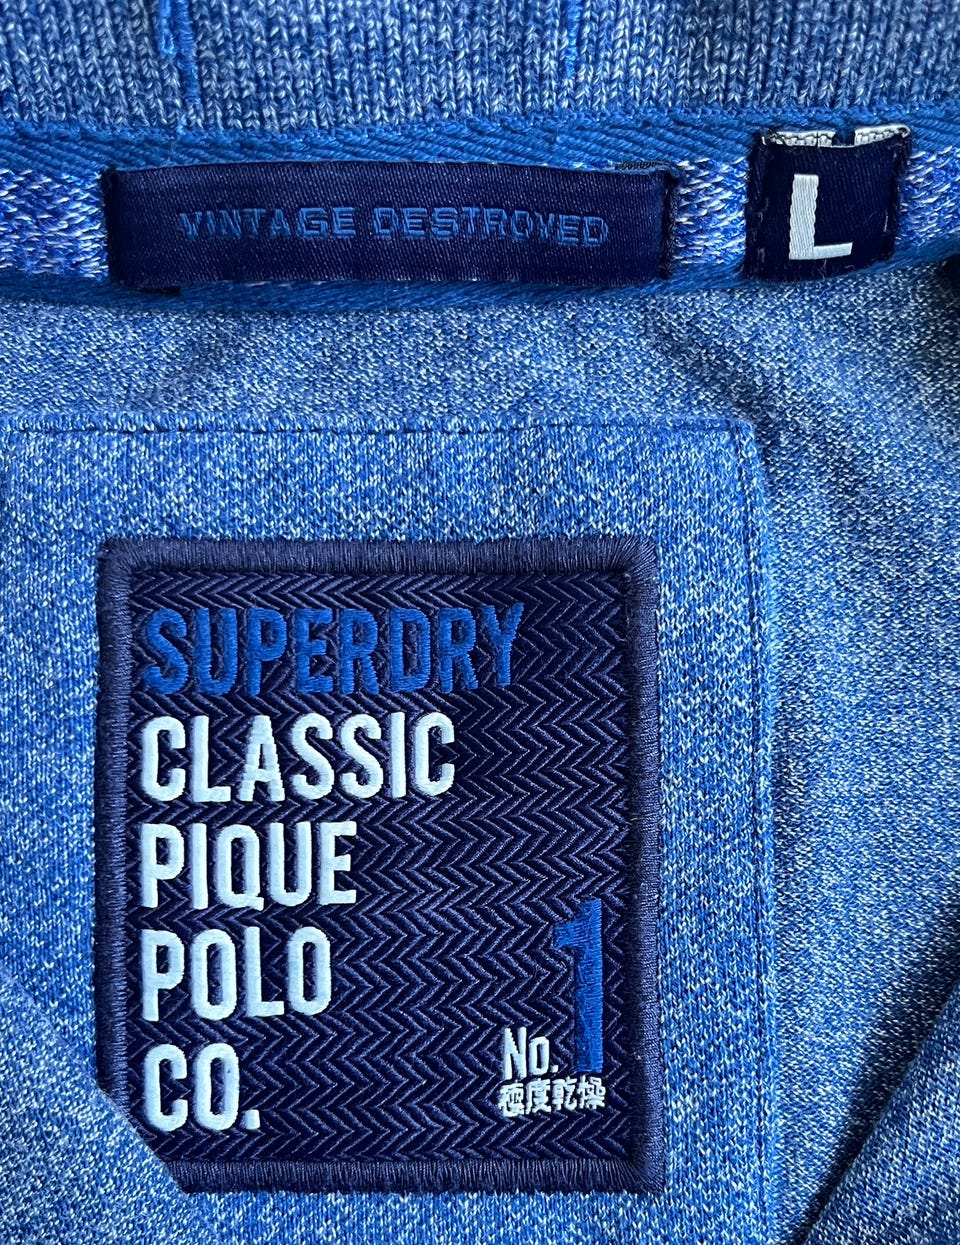 VINTAGE DESTROYED
L
SUPERDRY
CLASSIC
PIQUE
POLO
CO.
No. 1
極度乾燥